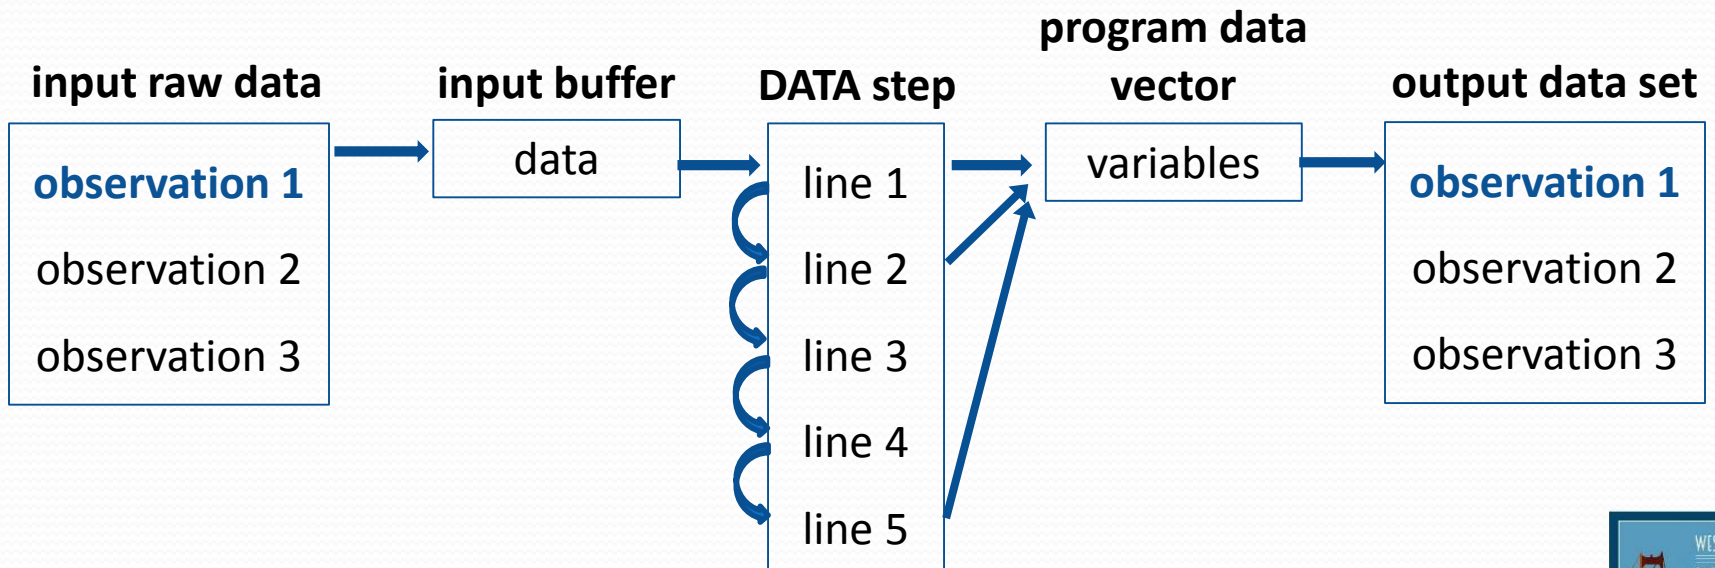 input raw data
observation 1
observation 2
observation 3
input buffer
data
DATA step
line 1
line 2
line 3
line 4
line 5
program data
vector
variables
output data set
observation 1
observation 2
observation 3